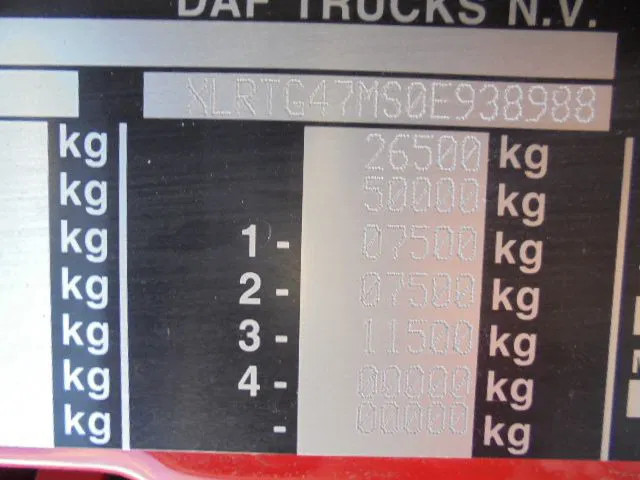 DAF TRUCKS N.V.
XLRTG47MS0E938988
kg 26500 kg
kg 50000 kg
kg 1 - 07500 kg
kg 2 - 07500 kg
kg 3 - 11500 kg
kg 4 - 00000 kg
kg - 00000 kg